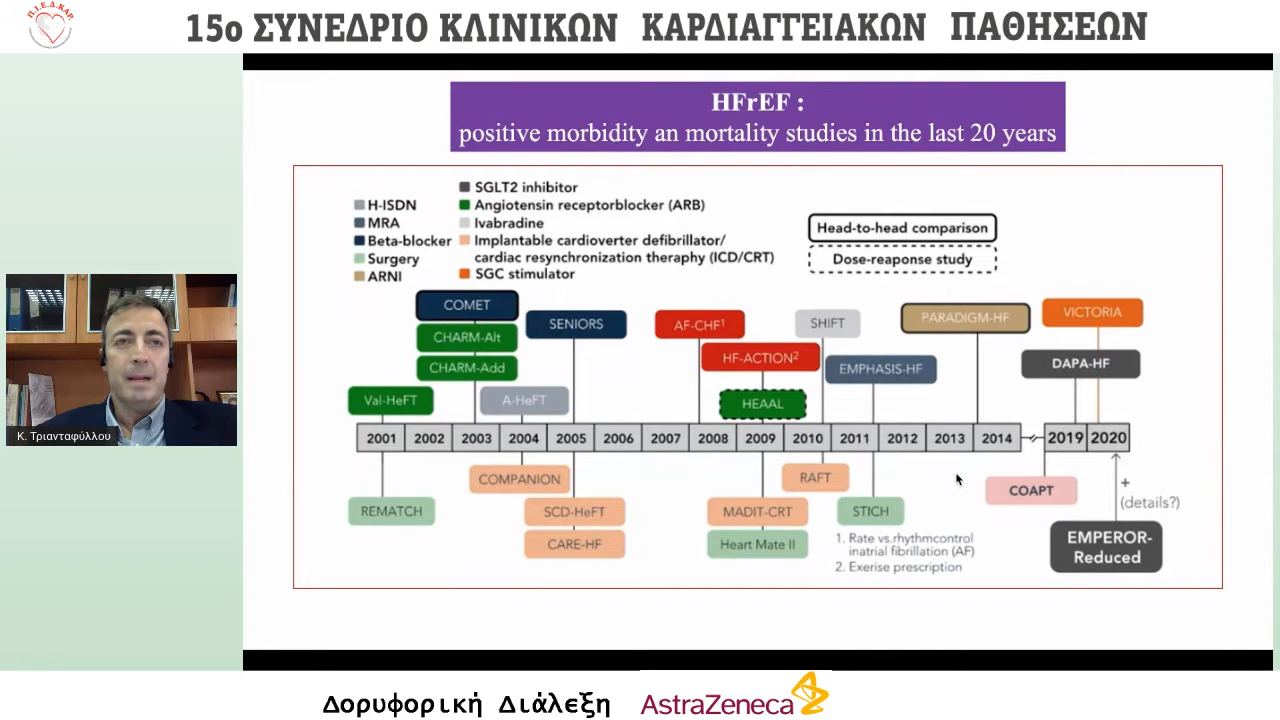 Π.Ι.Ε.Δ.ΚΑΡ.
15ο ΣΥΝΕΔΡΙΟ ΚΛΙΝΙΚΩΝ ΚΑΡΔΙΑΓΓΕΙΑΚΩΝ ΠΑΘΗΣΕΩΝ
HFrEF :
positive morbidity an mortality studies in the last 20 years
H-ISDN
MRA
Beta-blocker
Surgery
ARNI
SGLT2 inhibitor
Angiotensin receptorblocker (ARB)
Ivabradine
Implantable cardioverter defibrillator/
cardiac resynchronization theraphy (ICD/CRT)
SGC stimulator
Head-to-head comparison
Dose-reaponse study
COMET
CHARM-Alt
CHARM-Add
Val-HeFT
A-HeFT
SENIORS
AF-CHF¹
HF-ACTION²
HEAAL
SHIFT
EMPHASIS-HF
PARADIGM-HF
VICTORIA
DAPA-HF
2001 2002 2003 2004 2005 2006 2007 2008 2009 2010 2011 2012 2013 2014 2019 2020
REMATCH
COMPANION
SCD-HeFT
CARE-HF
MADIT-CRT
Heart Mate II
RAFT
STICH
1. Rate vs.rhythmcontrol
inatrial fibrillation (AF)
2. Exerise prescription
COAPT
+
(details?)
EMPEROR-
Reduced
Κ. Τριανταφύλλου
Δορυφορική Διάλεξη
AstraZeneca